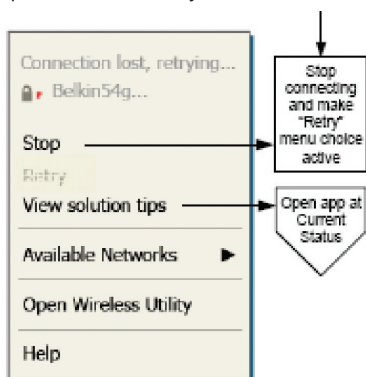 Connection lost, retrying...
Belkin54g...
Stop
Retry
View solution tips
Available Networks
Open Wireless Utility
Help
Stop
connecting
and make
"Retry"
menu choice
active
Open app at
Current
Status